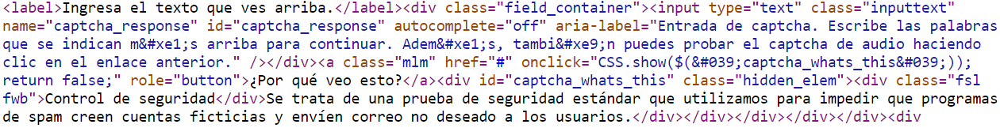 <label>Ingresa el texto que ves arriba.</label><div class="field_container"><input type="text" class="inputtext"
name="captcha_response" id="captcha_response" autocomplete="off" aria-label="Entrada de captcha. Escribe las palabras
que se indican m&#xe1;s arriba para continuar. Adem&#xe1;s, tambi&#xe9;n puedes probar el captcha de audio haciendo
clic en el enlace anterior." /></div><a class="mlm" href="#" onclick="CSS.show($(&#039;captcha_whats_this&#039;));
return false;" role="button">¿Por qué veo esto?</a><div id="captcha_whats_this" class="hidden_elem"><div class="fsl
fwb">Control de seguridad</div>Se trata de una prueba de seguridad estándar que utilizamos para impedir que programas
de spam creen cuentas ficticias y envíen correo no deseado a los usuarios.</div></div></div></div></div><div